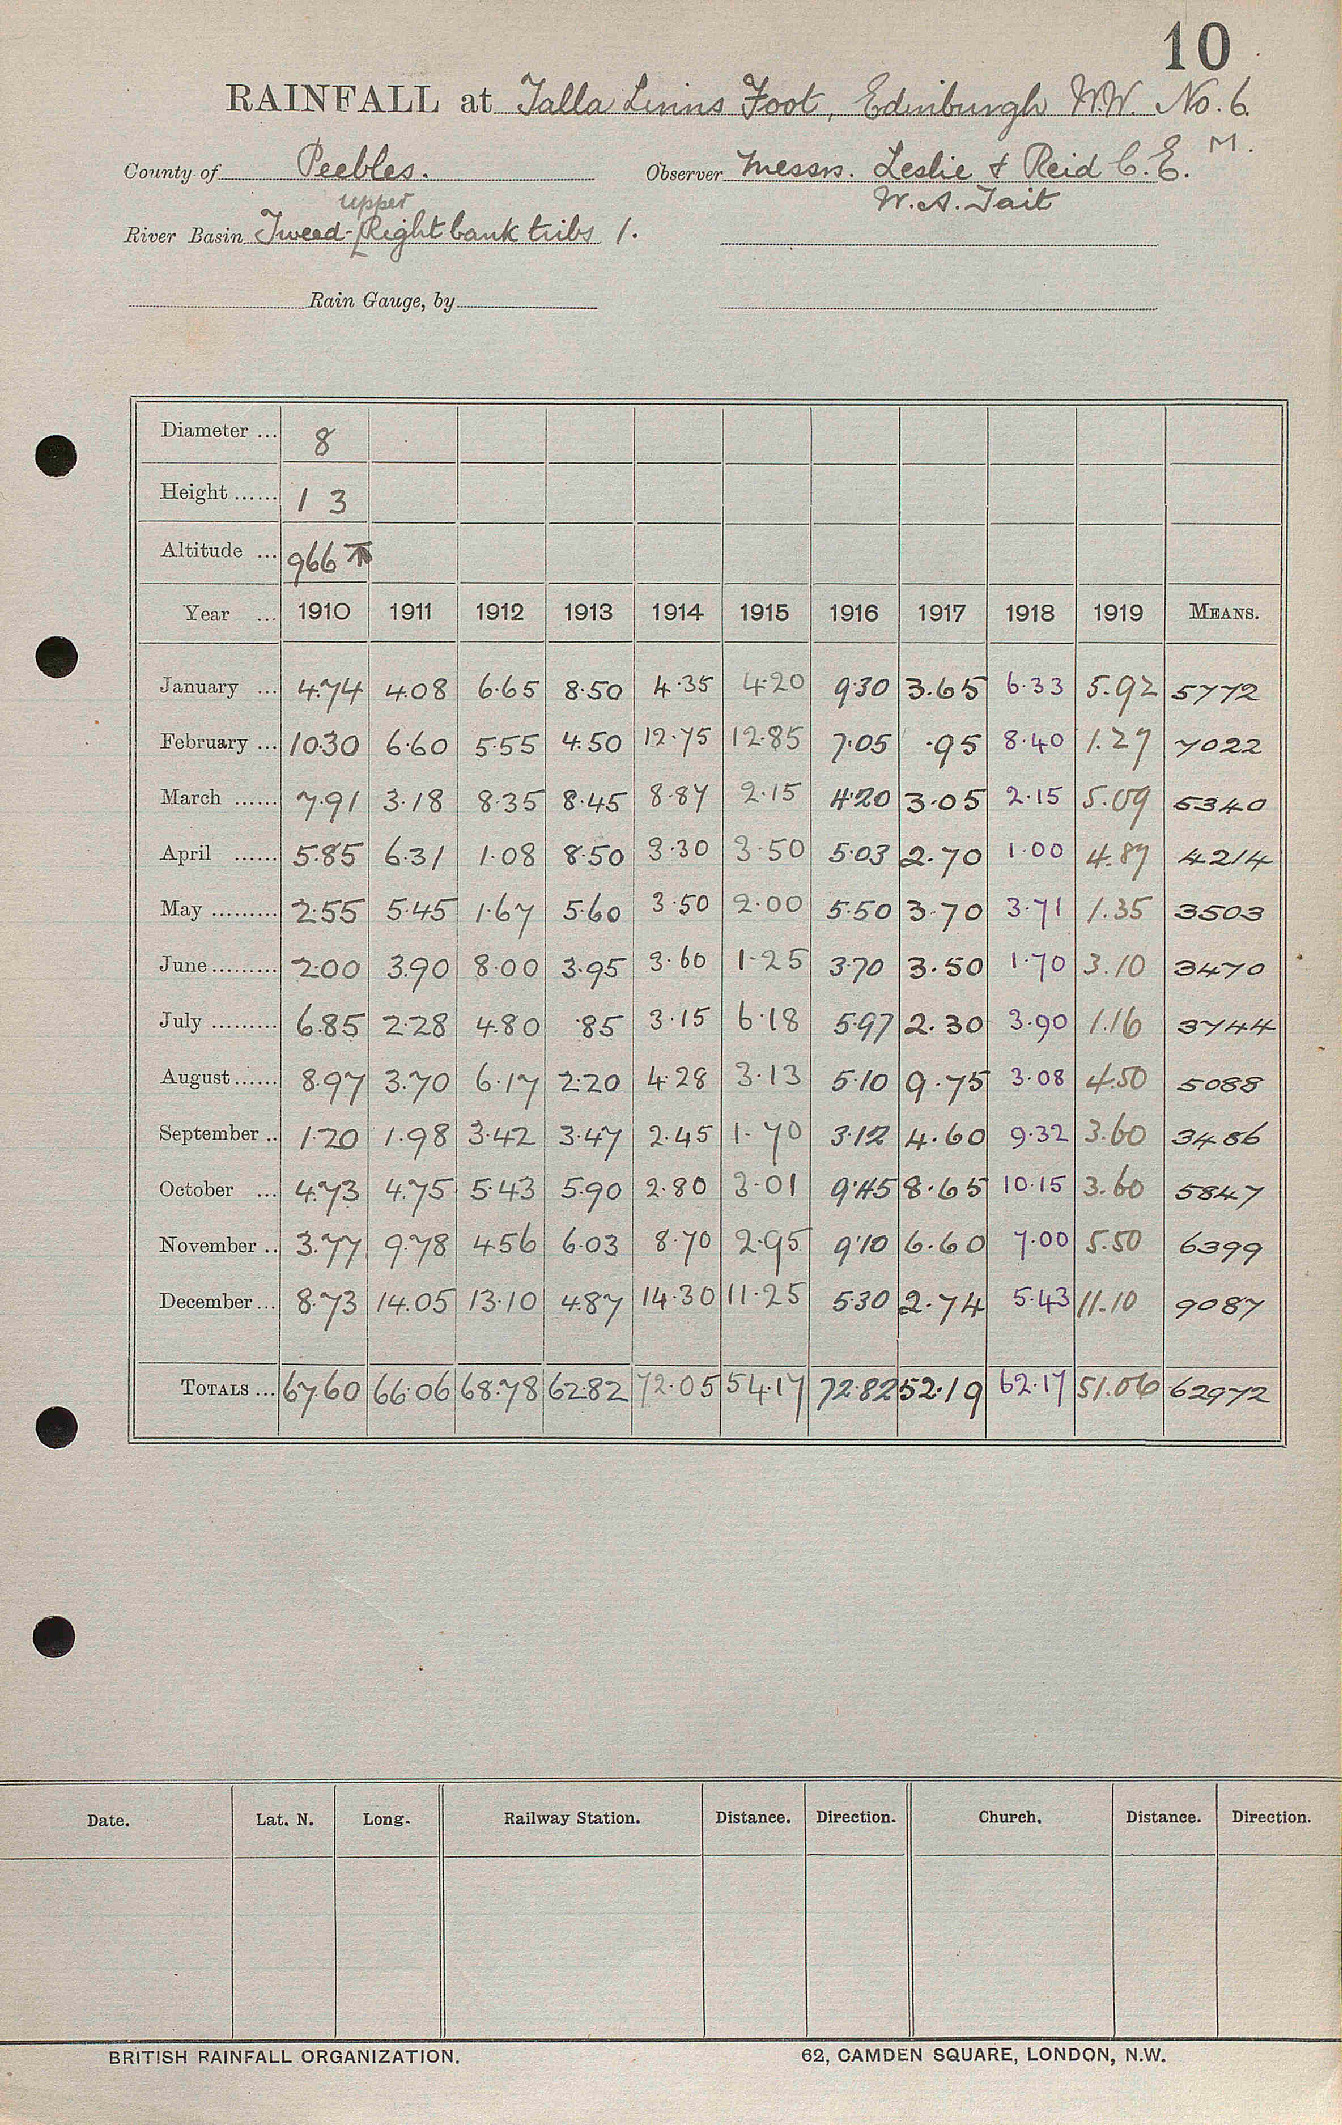 10
RAINFALL at Talla Linns Foot, Edinburgh W.W. No. 6
M.
County of Peebles. Observer Messrs. Leslie & Reid C.E.
upper W. A. Tait
River Basin Tweed-[Right bank tribs 1.
Rain Gauge, by
Diameter ... 8
Height ...... 1 3
Altitude ... 966 T
Year ... 1910 1911 1912 1913 1914 1915 1916 1917 1918 1919 MEANS.
January ... 4.74 4.08 6.65 8.50 4.35 4.20 9.30 3.65 6.33 5.92 5772
February ... 10.30 6.60 5.55 4.50 12.75 12.85 7.05 .95 8.40 1.27 7022
March ...... 7.91 3.18 8.35 8.45 8.87 2.15 4.20 3.05 2.15 5.09 5340
April ...... 5.85 6.31 1.08 8.50 3.30 3.50 5.03 2.70 1.00 4.87 4214
May ......... 2.55 5.45 1.67 5.60 3.50 2.00 5.50 3.70 3.71 1.35 3503
June ......... 2.00 3.90 8.00 3.95 3.60 1.25 3.70 3.50 1.70 3.10 3470
July ......... 6.85 2.28 4.80 .85 3.15 6.18 5.97 2.30 3.90 1.16 3744
August ...... 8.97 3.70 6.17 2.20 4.28 3.13 5.10 9.75 3.08 4.50 5088
September .. 1.20 1.98 3.42 3.47 2.45 1.70 3.12 4.60 9.32 3.60 3486
October ... 4.73 4.75 5.43 5.90 2.80 3.01 9.45 8.65 10.15 3.60 5847
November .. 3.77 9.78 4.56 6.03 8.70 2.95 9.10 6.60 7.00 5.50 6399
December ... 8.73 14.05 13.10 4.87 14.30 11.25 5.30 2.74 5.43 11.10 9087
TOTALS ... 67.60 66.06 68.78 62.82 72.05 54.17 72.82 52.19 62.17 51.06 62972
Date. Lat. N. Long. Railway Station. Distance. Direction. Church. Distance. Direction.
BRITISH RAINFALL ORGANIZATION. 62, CAMDEN SQUARE, LONDON, N.W.